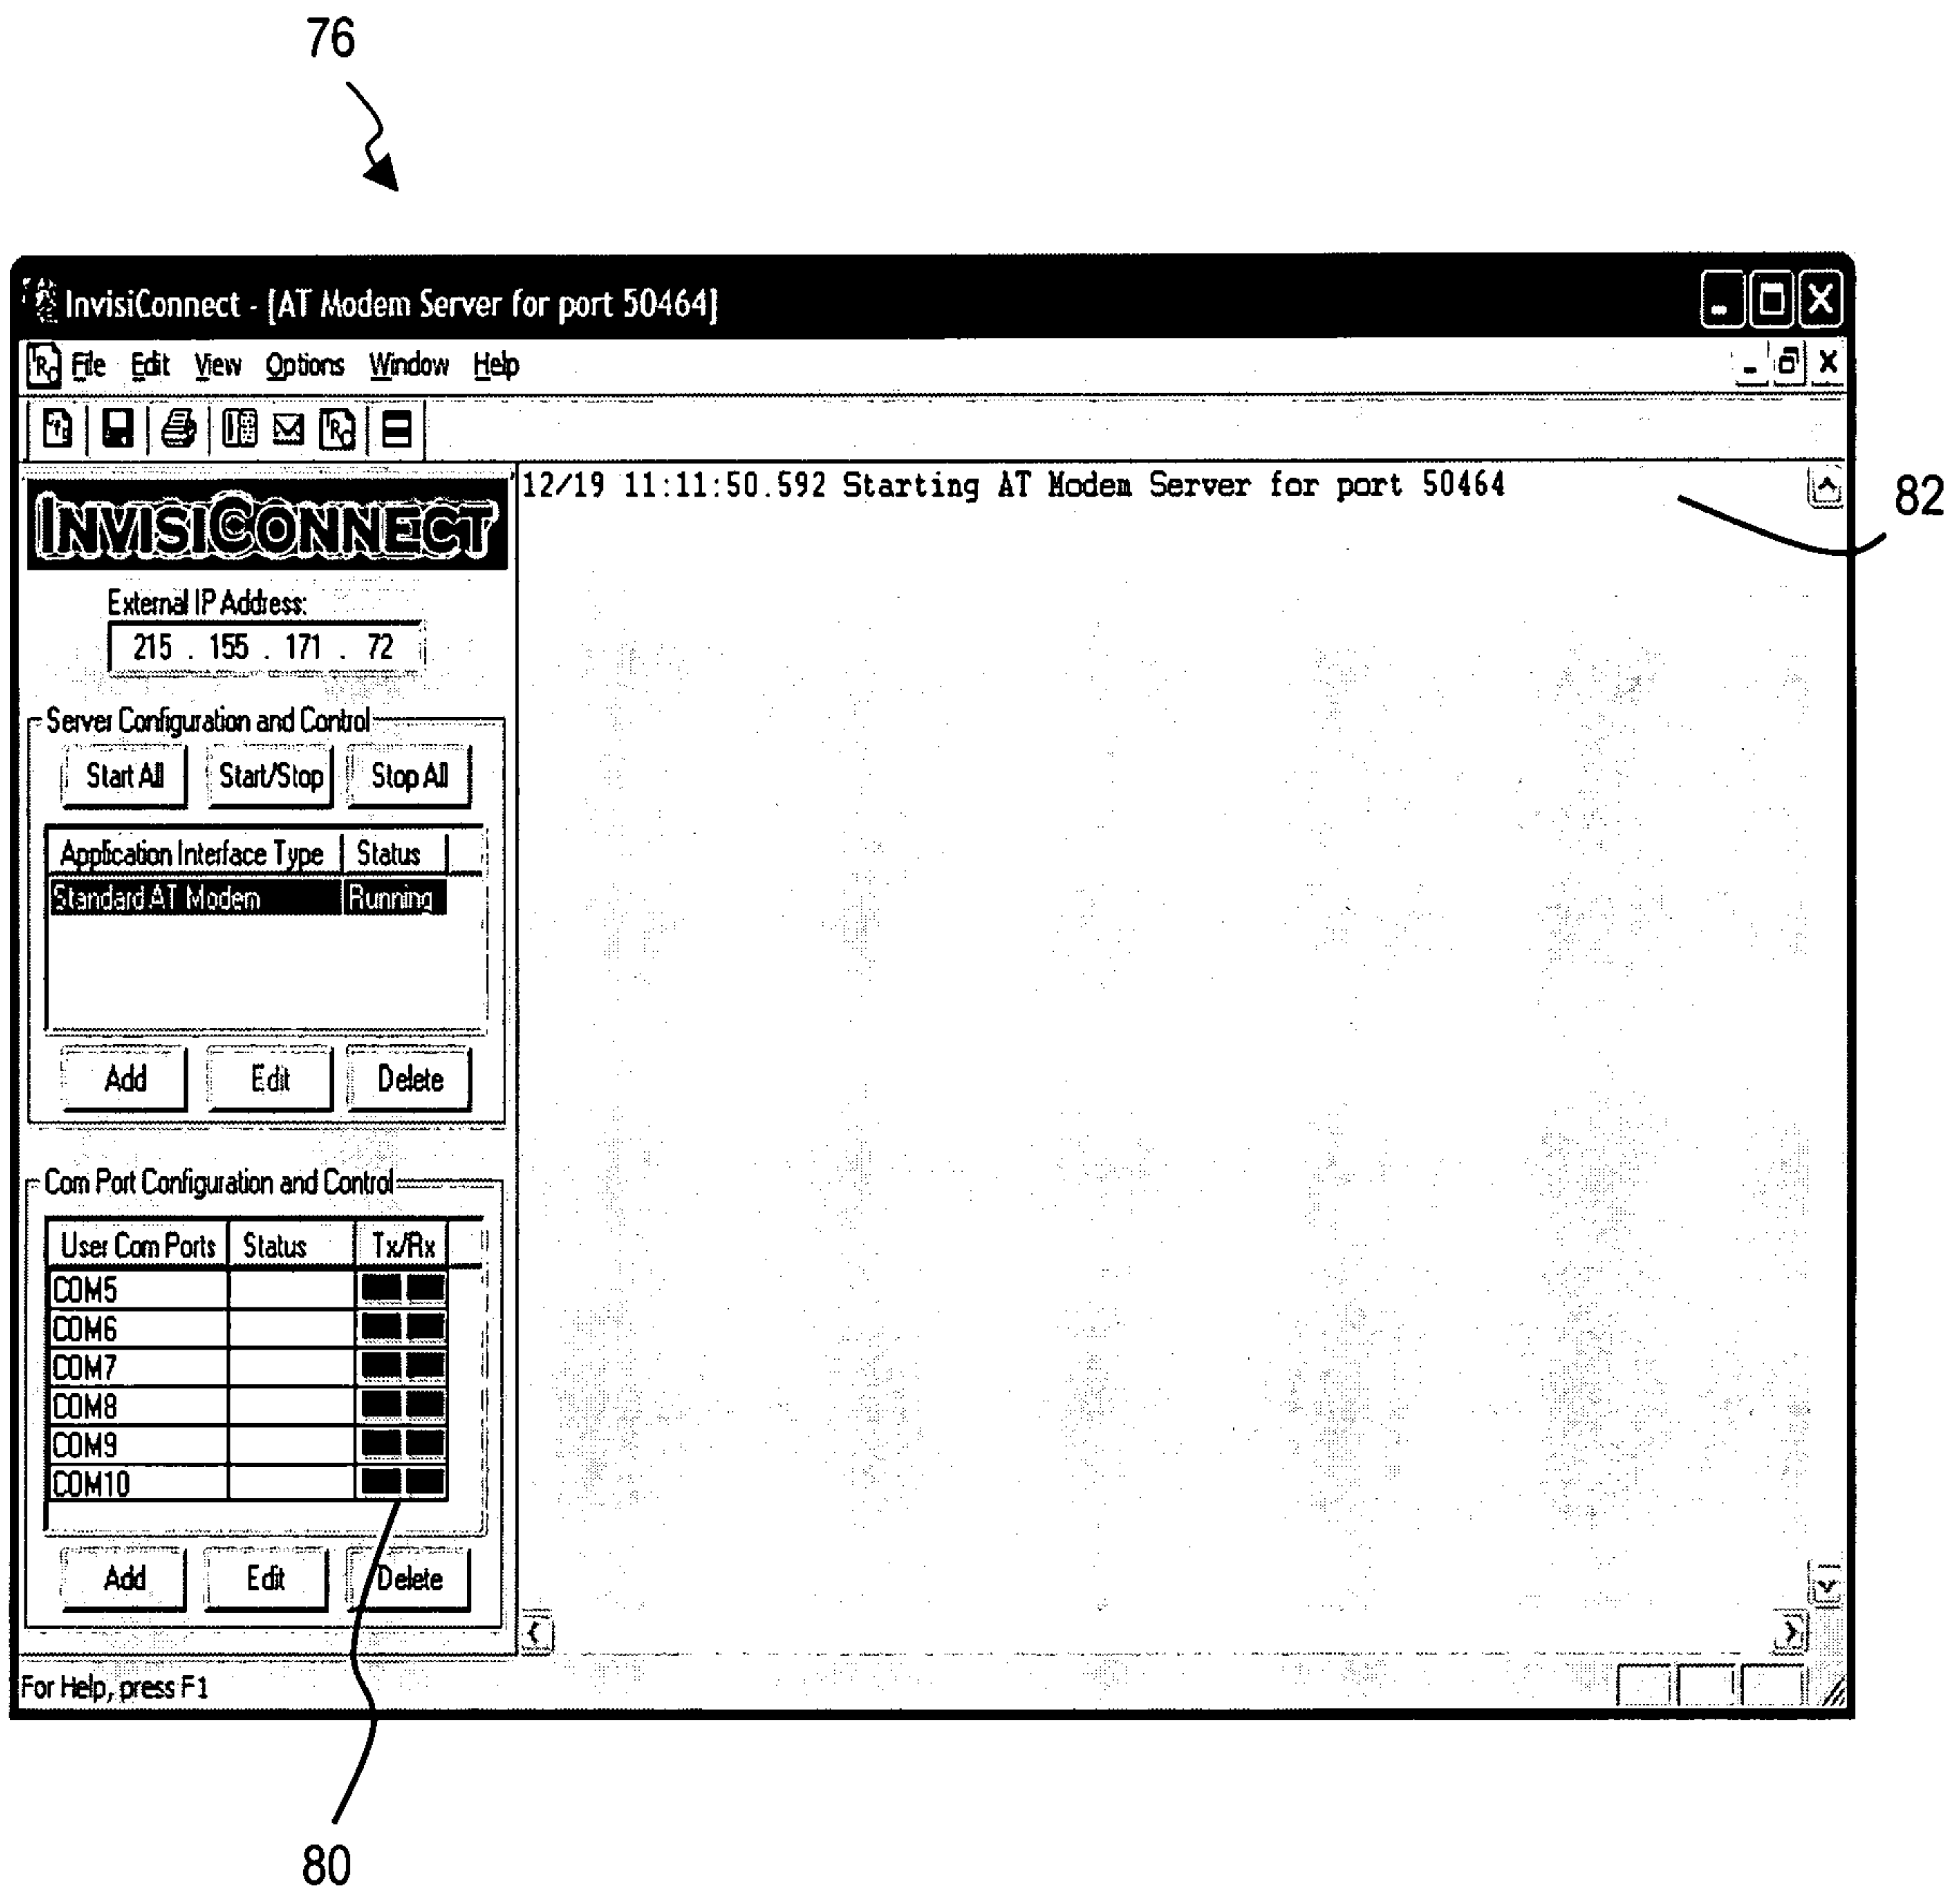 76
InvisiConnect - [AT Modem Server for port 50464]
File Edit View Options Window Help
12/19 11:11:50.592 Starting AT Modem Server for port 50464
82
INVISICONNECT
External IP Address:
215 . 155 . 171 . 72
Server Configuration and Control
Start All Start/Stop Stop All
Application Interface Type Status
Standard AT Modem Running
Add Edit Delete
Com Port Configuration and Control
User Com Ports Status Tx/Rx
COM5
COM6
COM7
COM8
COM9
COM10
Add Edit Delete
For Help, press F1
80